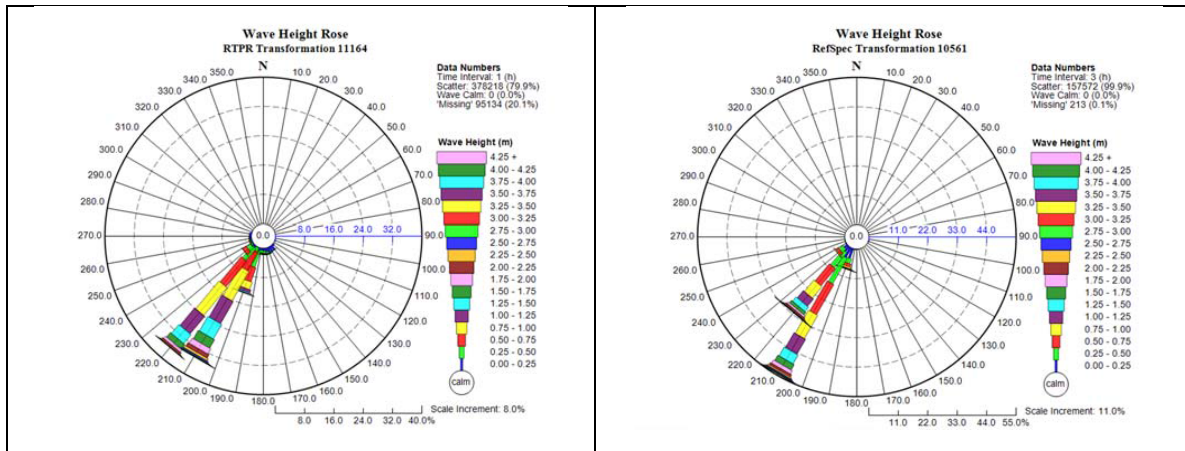 Wave Height Rose
RTPR Transformation 11164
N
10.0
20.0
30.0
40.0
50.0
60.0
70.0
80.0
90.0
100.0
110.0
120.0
130.0
140.0
150.0
160.0
170.0
180.0
190.0
200.0
210.0
220.0
230.0
240.0
250.0
260.0
270.0
280.0
290.0
300.0
310.0
320.0
330.0
340.0
350.0
0.0
8.0 16.0 24.0 32.0
Data Numbers
Time Interval: 1 (h)
Scatter: 378218 (79.9%)
Wave Calm: 0 (0.0%)
'Missing' 95134 (20.1%)
Wave Height (m)
4.25 +
4.00 - 4.25
3.75 - 4.00
3.50 - 3.75
3.25 - 3.50
3.00 - 3.25
2.75 - 3.00
2.50 - 2.75
2.25 - 2.50
2.00 - 2.25
1.75 - 2.00
1.50 - 1.75
1.25 - 1.50
1.00 - 1.25
0.75 - 1.00
0.50 - 0.75
0.25 - 0.50
0.00 - 0.25
calm
Scale Increment: 8.0%
8.0 16.0 24.0 32.0 40.0%
Wave Height Rose
RefSpec Transformation 10561
N
10.0
20.0
30.0
40.0
50.0
60.0
70.0
80.0
90.0
100.0
110.0
120.0
130.0
140.0
150.0
160.0
170.0
180.0
190.0
200.0
210.0
220.0
230.0
240.0
250.0
260.0
270.0
280.0
290.0
300.0
310.0
320.0
330.0
340.0
350.0
0.0
11.0 22.0 33.0 44.0
Data Numbers
Time Interval: 3 (h)
Scatter: 157572 (99.9%)
Wave Calm: 0 (0.0%)
'Missing' 213 (0.1%)
Wave Height (m)
4.25 +
4.00 - 4.25
3.75 - 4.00
3.50 - 3.75
3.25 - 3.50
3.00 - 3.25
2.75 - 3.00
2.50 - 2.75
2.25 - 2.50
2.00 - 2.25
1.75 - 2.00
1.50 - 1.75
1.25 - 1.50
1.00 - 1.25
0.75 - 1.00
0.50 - 0.75
0.25 - 0.50
0.00 - 0.25
calm
Scale Increment: 11.0%
11.0 22.0 33.0 44.0 55.0%